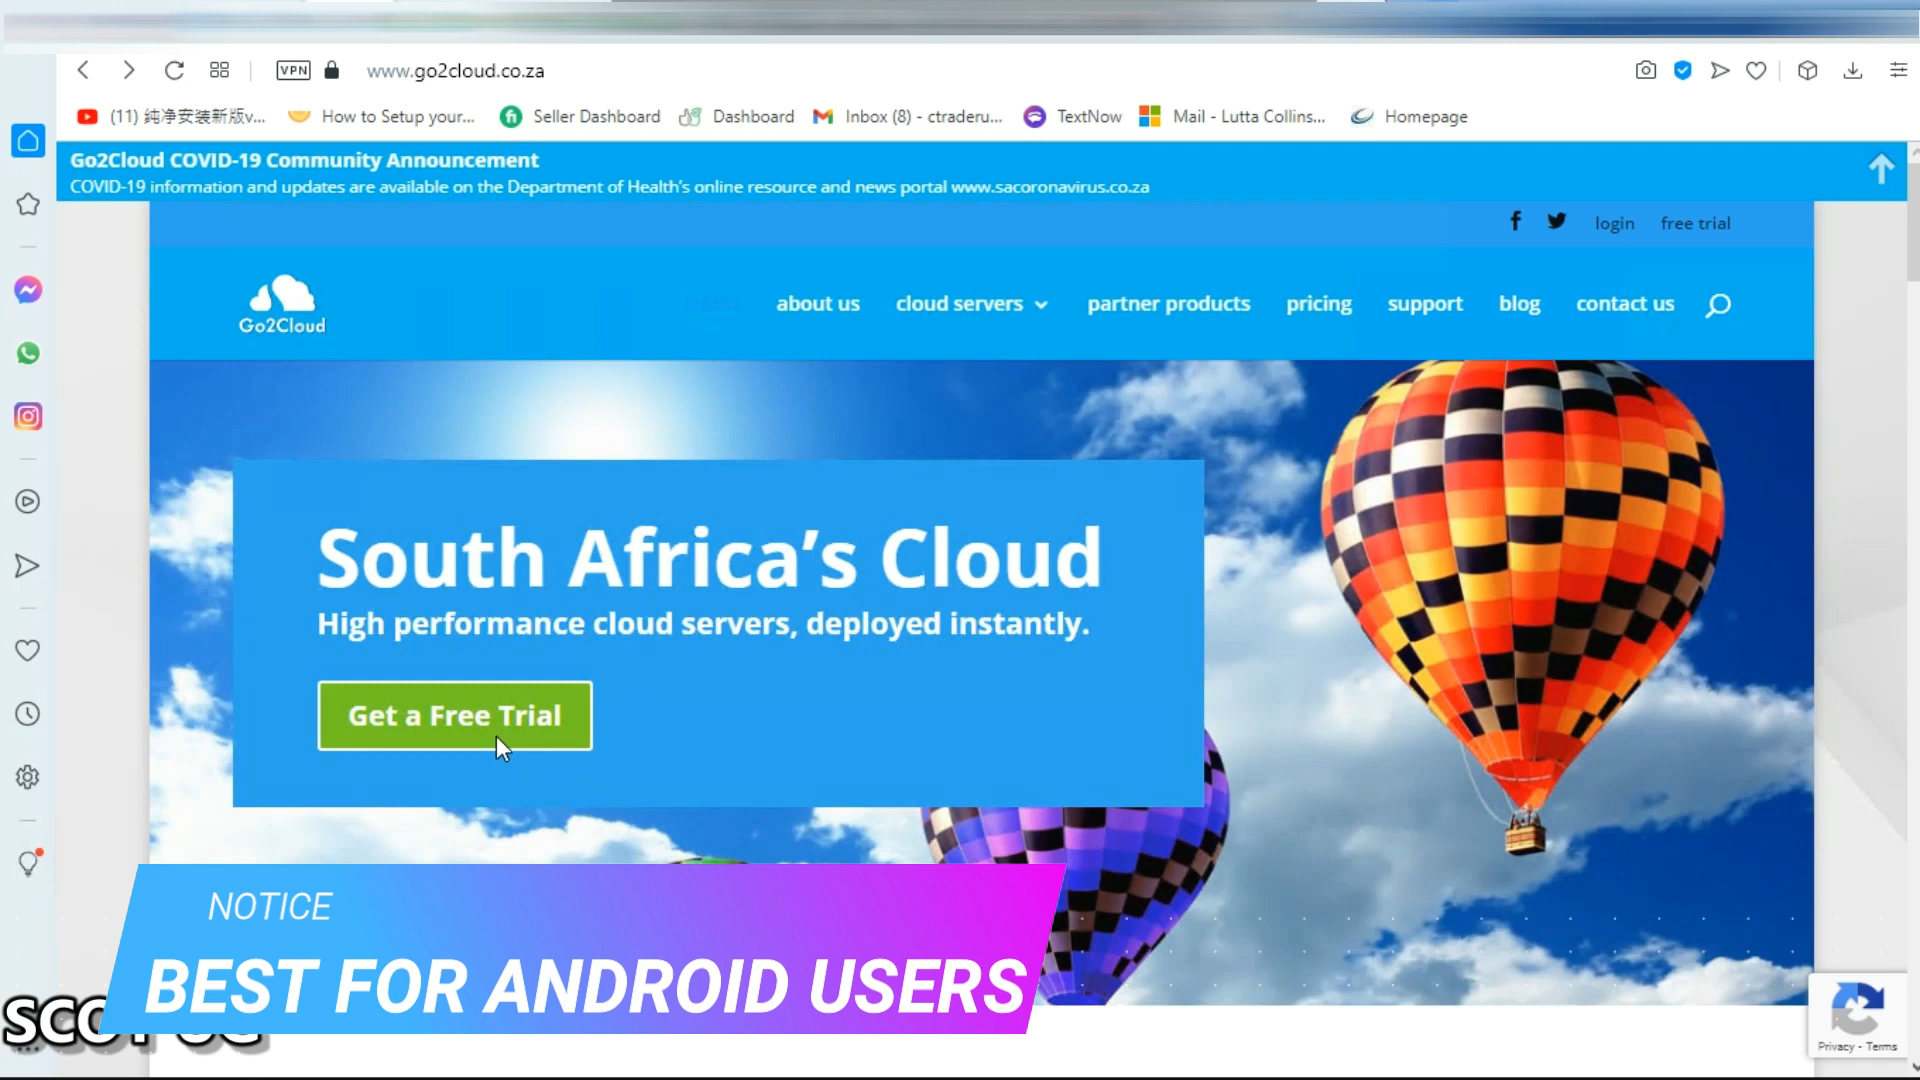 VPN
www.go2cloud.co.za
(11) 纯净安装新版v...
How to Setup your...
Seller Dashboard
Dashboard
Inbox (8) - ctraderu...
TextNow
Mail - Lutta Collins...
Homepage
Go2Cloud COVID-19 Community Announcement
COVID-19 information and updates are available on the Department of Health's online resource and news portal www.sacoronavirus.co.za
login
free trial
Go2Cloud
about us
cloud servers
partner products
pricing
support
blog
contact us
South Africa’s Cloud
High performance cloud servers, deployed instantly.
Get a Free Trial
NOTICE
BEST FOR ANDROID USERS
Privacy - Terms